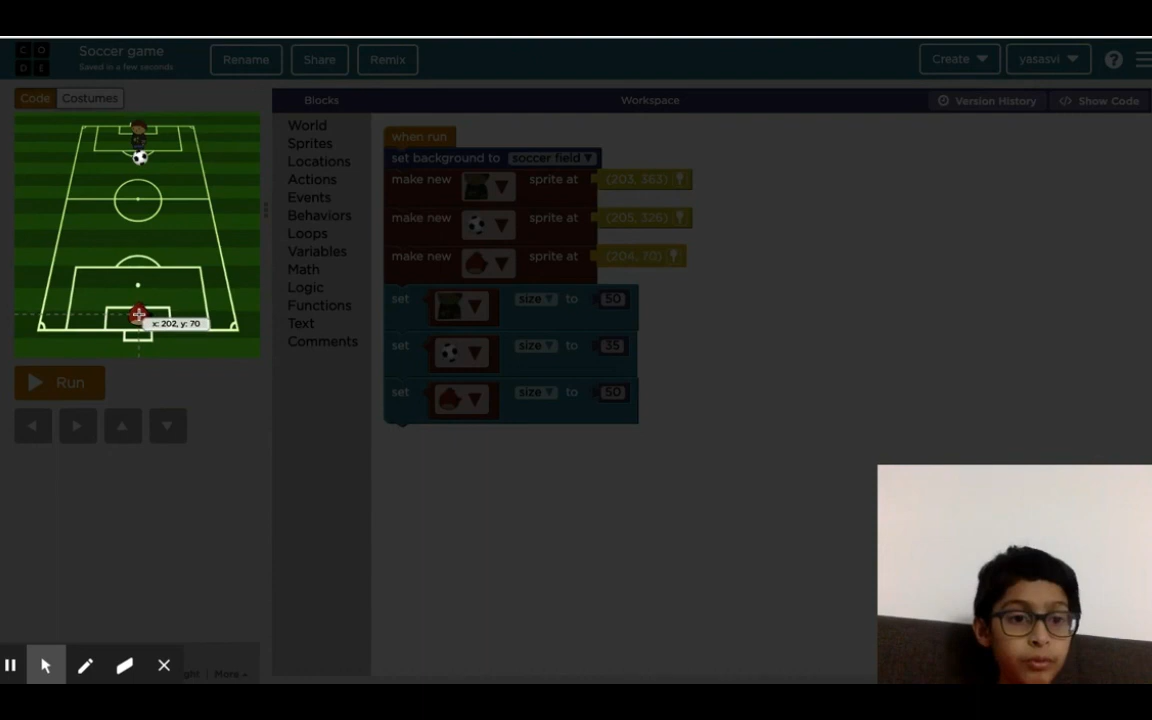 C O
D E
Soccer game
Saved in a few seconds
Rename
Share
Remix
Create
yasasvi
?
Code
Costumes
Blocks
Workspace
Version History
</> Show Code
World
Sprites
Locations
Actions
Events
Behaviors
Loops
Variables
Math
Logic
Functions
Text
Comments
when run
set background to soccer field
make new sprite at (203, 363)
make new sprite at (205, 326)
make new sprite at (204, 70)
set size to 50
set size to 35
set size to 50
x: 202, y: 70
Run
More